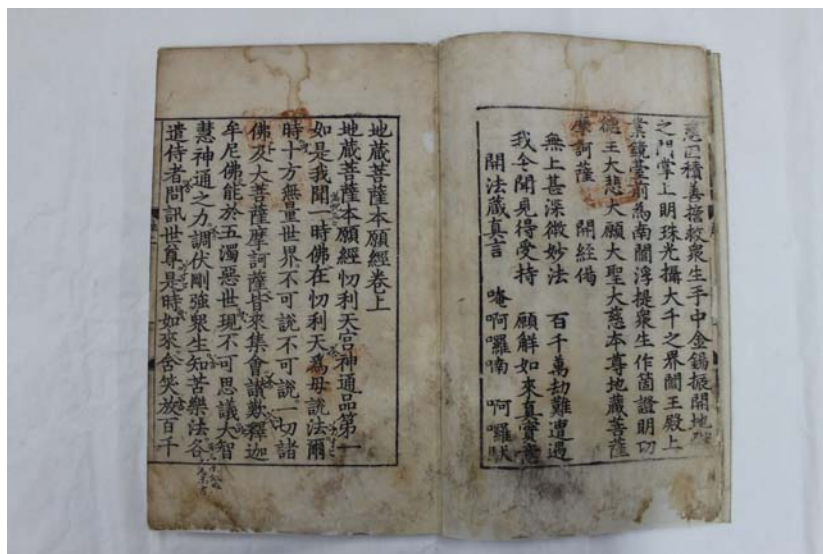 慈因積善誓救衆生手中金錫振開地獄
之門掌上明珠光攝大千之界閻王殿上
業鏡臺前爲南閻浮提衆生作箇證明功
德主大悲大願大聖大慈本尊地藏菩薩
摩訶薩 開經偈
無上甚深微妙法 百千萬劫難遭遇
我今聞見得受持 願解如來真實意
開法藏真言 唵啊囉喃 啊囉馱
地藏菩薩本願經卷上
地藏菩薩本願經忉利天宮神通品第一
如是我聞一時佛在忉利天爲母說法爾
時十方無量世界不可說不可說一切諸
佛及大菩薩摩訶薩皆來集會讃歎釋迦
牟尼佛能於五濁惡世現不可思議大智
慧神通之力調伏剛強衆生知苦樂法各
遣侍者問訊世尊是時如來含笑放百千